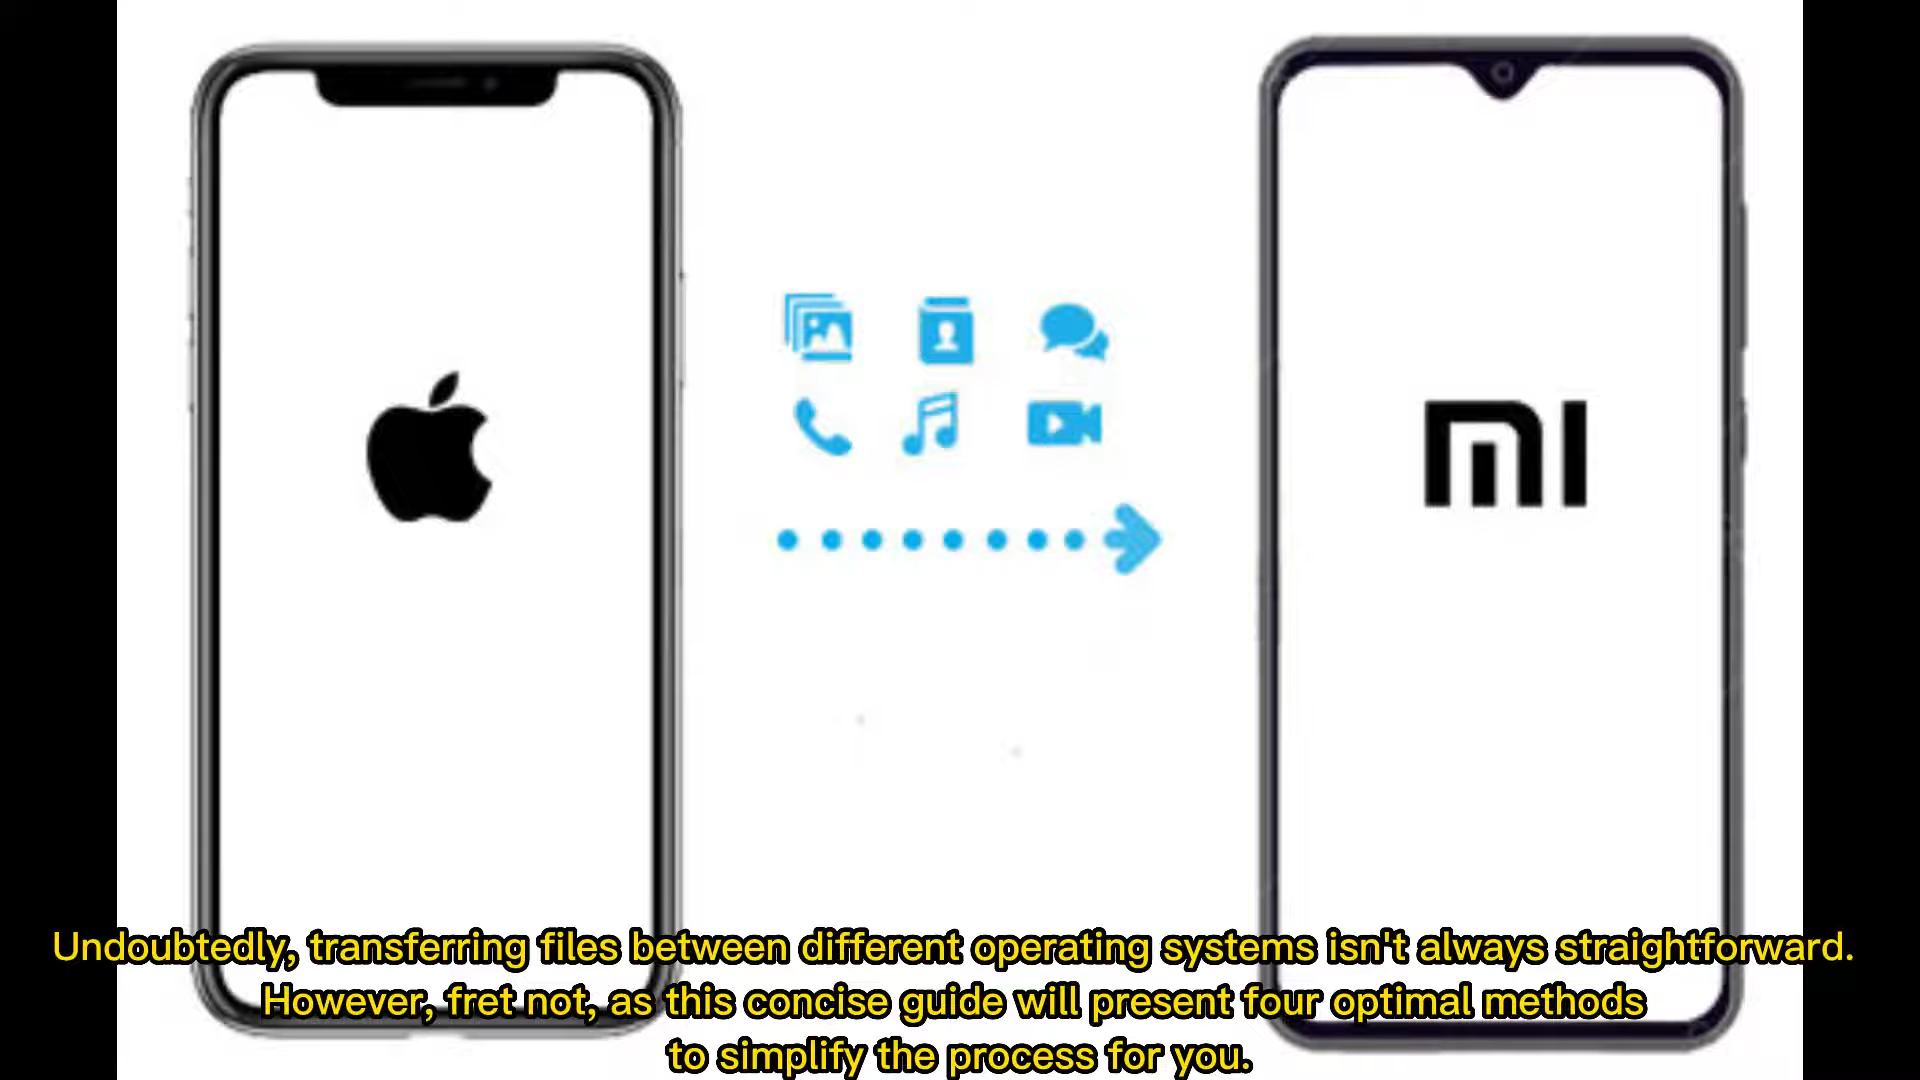 mi
Undoubtedly, transferring files between different operating systems isn't always straightforward.
However, fret not, as this concise guide will present four optimal methods
to simplify the process for you.